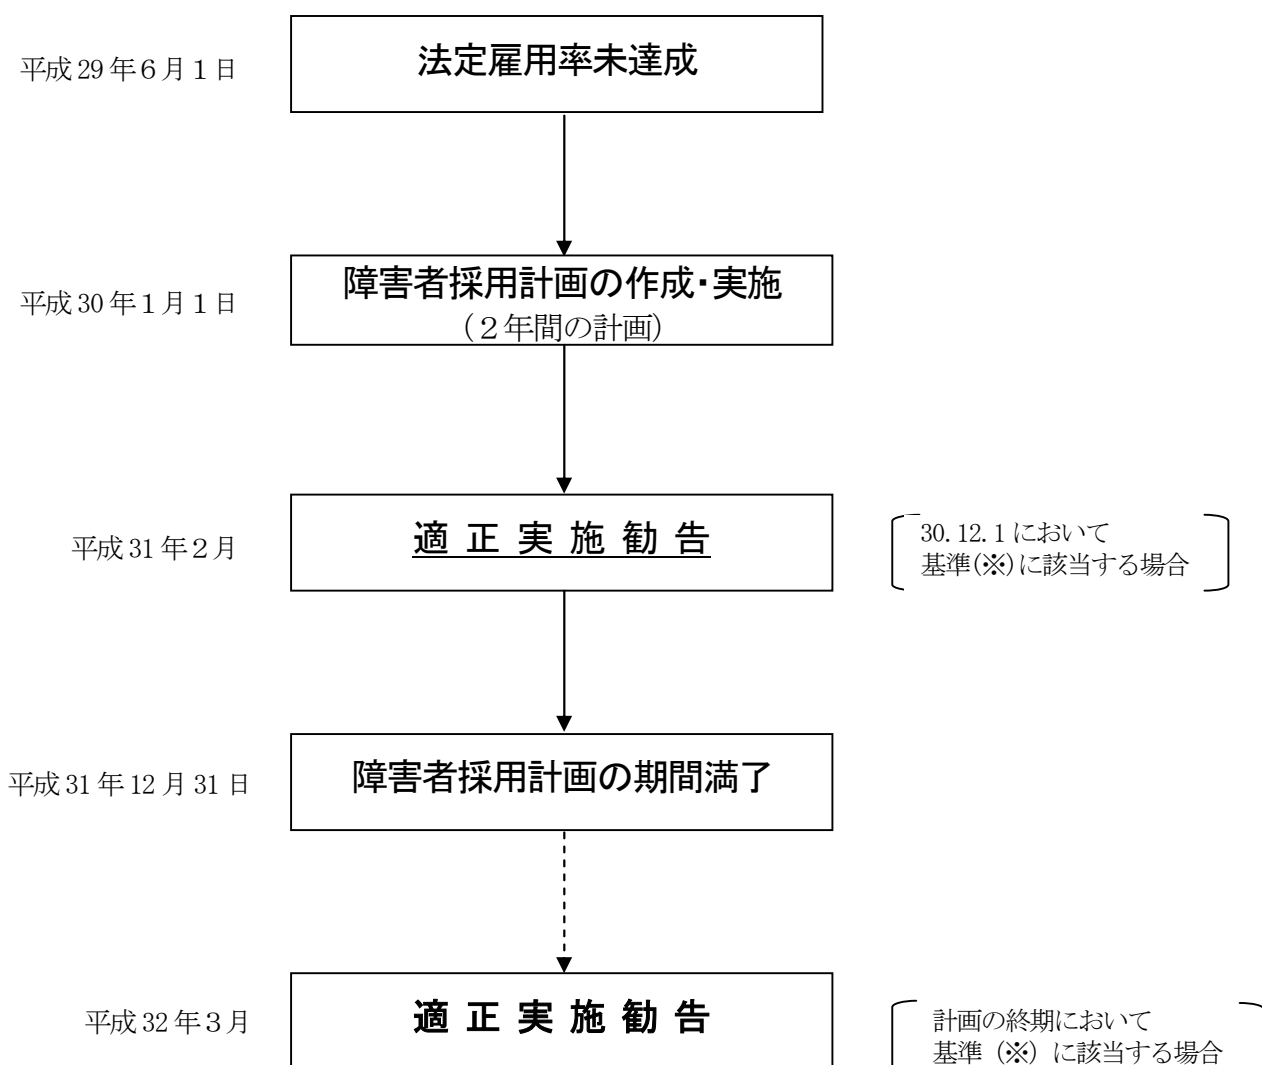 平成29年6月1日
法定雇用率未達成
平成30年1月1日
障害者採用計画の作成・実施
（２年間の計画）
平成31年２月
適正実施勧告
30.12.1において
基準(※)に該当する場合
平成31年12月31日
障害者採用計画の期間満了
平成32年３月
適正実施勧告
計画の終期において
基準（※）に該当する場合